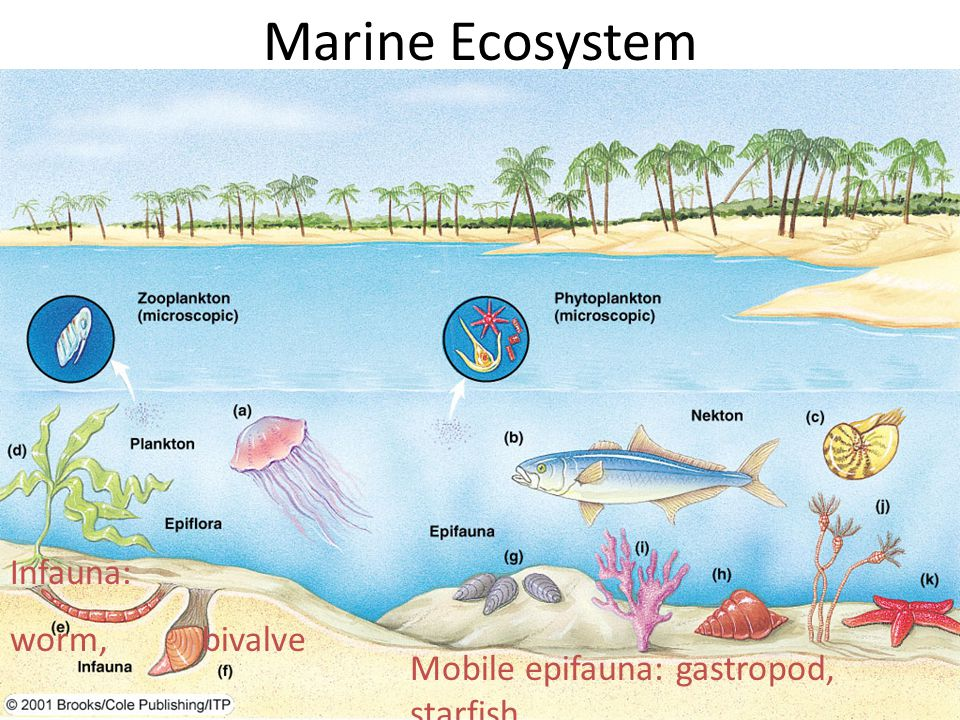 Marine Ecosystem
Zooplankton
(microscopic)
Phytoplankton
(microscopic)
(a)
Nekton
(c)
(b)
(d)
Plankton
(j)
Epiflora
Epifauna
(g)
(i)
(h)
(k)
Infauna:
(e)
worm, bivalve
Infauna
(f)
Mobile epifauna: gastropod,
starfish
© 2001 Brooks/Cole Publishing/ITP